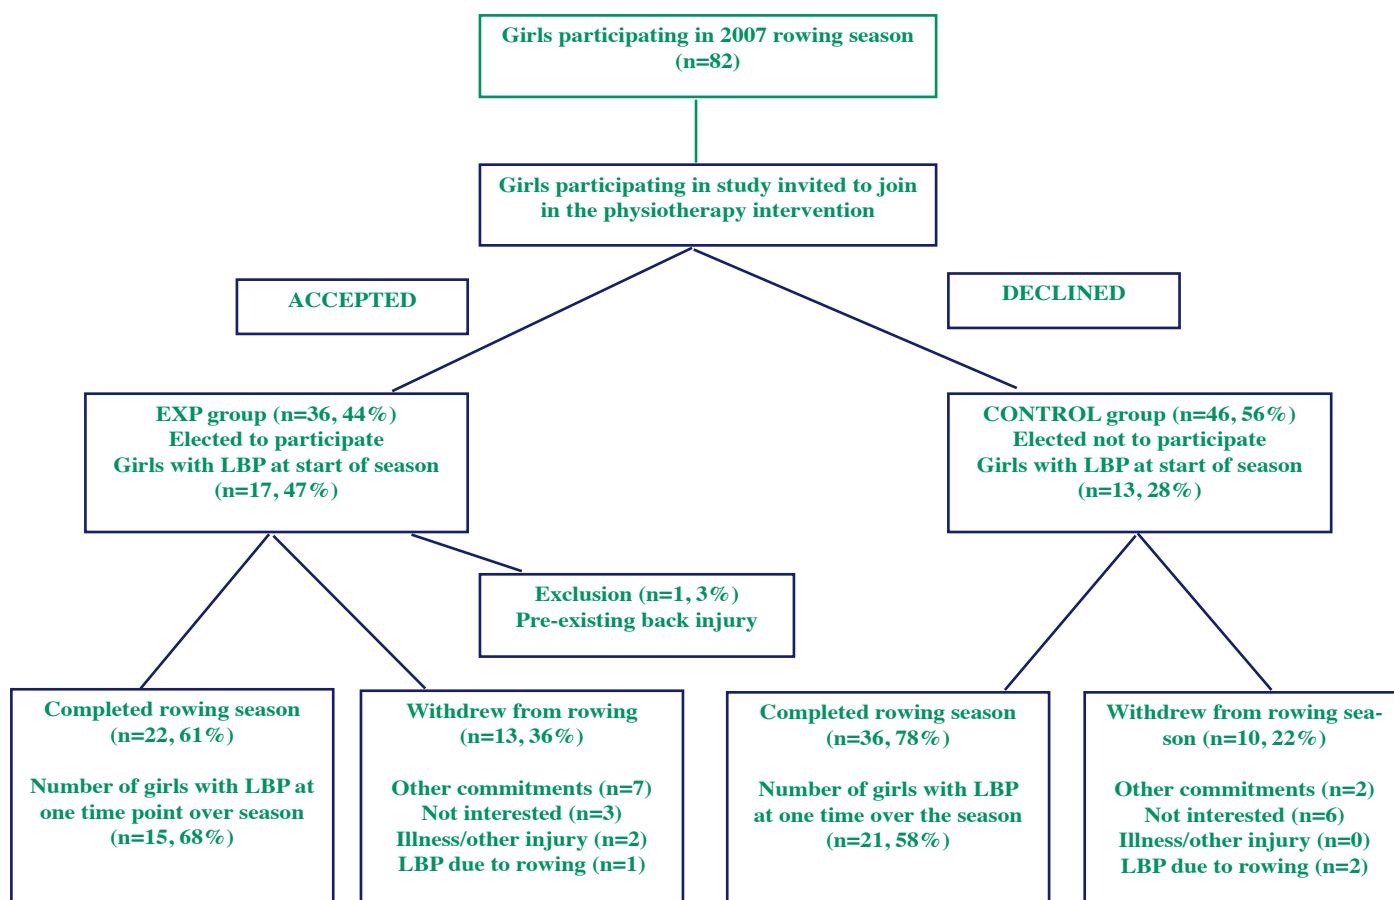 Girls participating in 2007 rowing season
(n=82)
Girls participating in study invited to join
in the physiotherapy intervention
ACCEPTED
DECLINED
EXP group (n=36, 44%)
Elected to participate
Girls with LBP at start of season
(n=17, 47%)
CONTROL group (n=46, 56%)
Elected not to participate
Girls with LBP at start of season
(n=13, 28%)
Exclusion (n=1, 3%)
Pre-existing back injury
Completed rowing season
(n=22, 61%)
Number of girls with LBP at
one time point over season
(n=15, 68%)
Withdrew from rowing
(n=13, 36%)
Other commitments (n=7)
Not interested (n=3)
Illness/other injury (n=2)
LBP due to rowing (n=1)
Completed rowing season
(n=36, 78%)
Number of girls with LBP
at one time over the season
(n=21, 58%)
Withdrew from rowing sea-
son (n=10, 22%)
Other commitments (n=2)
Not interested (n=6)
Illness/other injury (n=0)
LBP due to rowing (n=2)